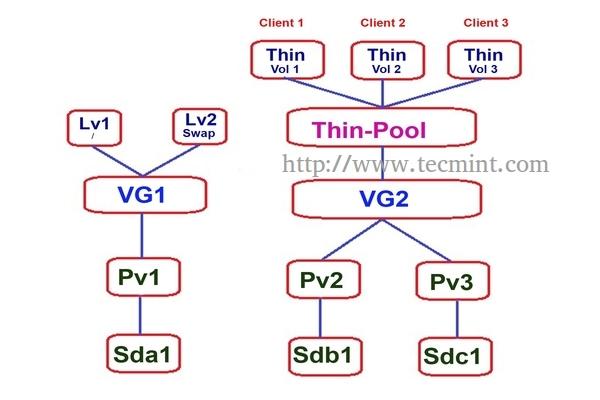 Client 1 Client 2 Client 3
Thin Thin Thin
Vol 1 Vol 2 Vol 3
Lv1 Lv2
/ Swap
Thin-Pool
http://www.tecmint.com
VG1 VG2
Pv1 Pv2 Pv3
Sda1 Sdb1 Sdc1